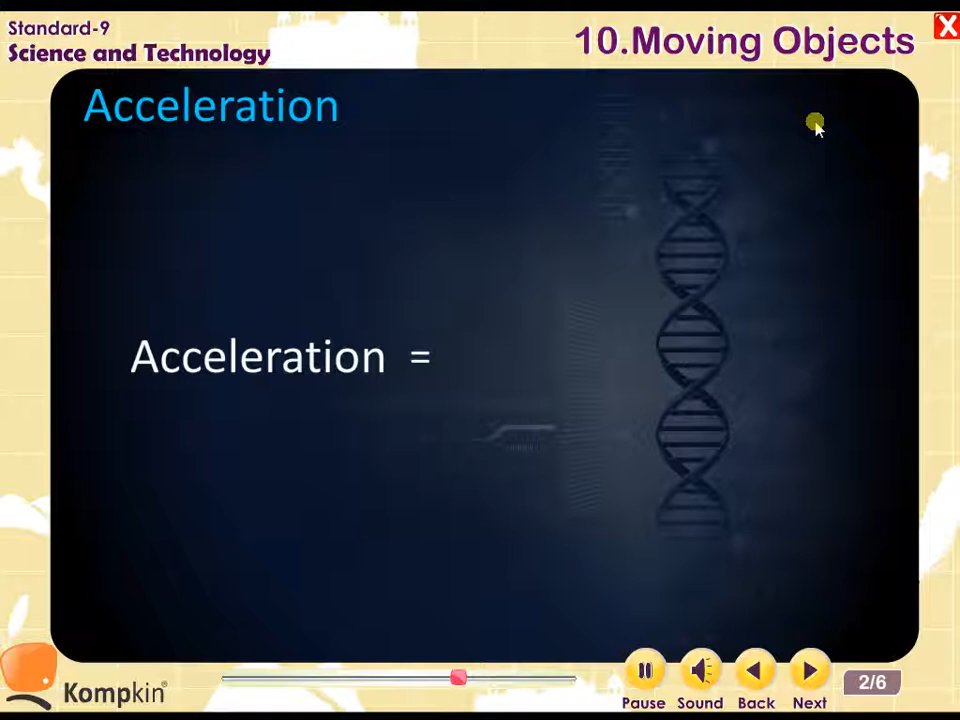 Standard-9
Science and Technology
10.Moving Objects
X
Acceleration
Acceleration =
Kompkin®
Pause
Sound
Back
Next
2/6